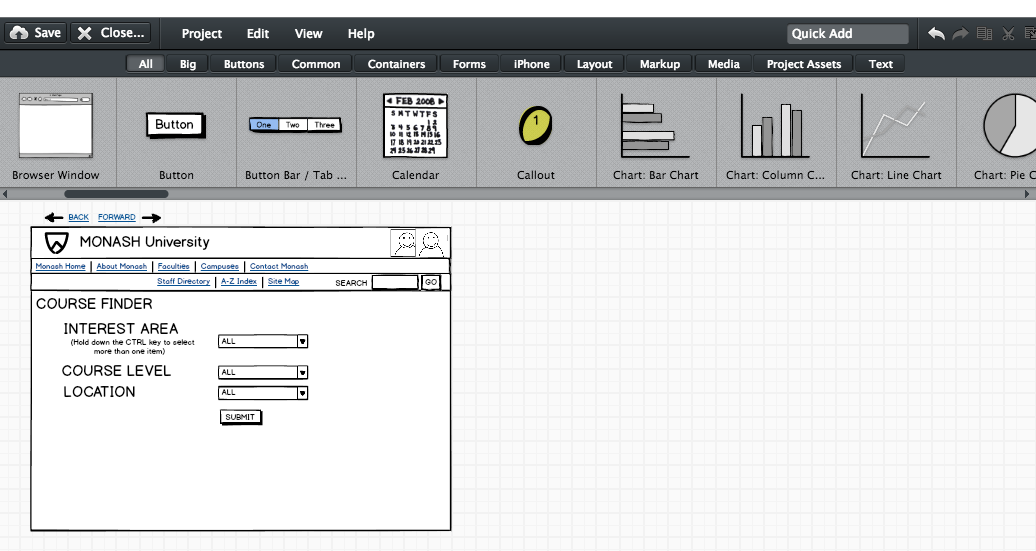 Save Close... Project Edit View Help Quick Add
All Big Buttons Common Containers Forms iPhone Layout Markup Media Project Assets Text
Button
One Two Three
FEB 2008
S M T W T F S
1
Browser Window Button Button Bar / Tab ... Calendar Callout Chart: Bar Chart Chart: Column C... Chart: Line Chart Chart: Pie C
BACK FORWARD
MONASH University
Monash Home About Monash Faculties Campuses Contact Monash
Staff Directory A-Z Index Site Map SEARCH GO
COURSE FINDER
INTEREST AREA
(Hold down the CTRL key to select
more than one item)
ALL
COURSE LEVEL ALL
LOCATION ALL
SUBMIT